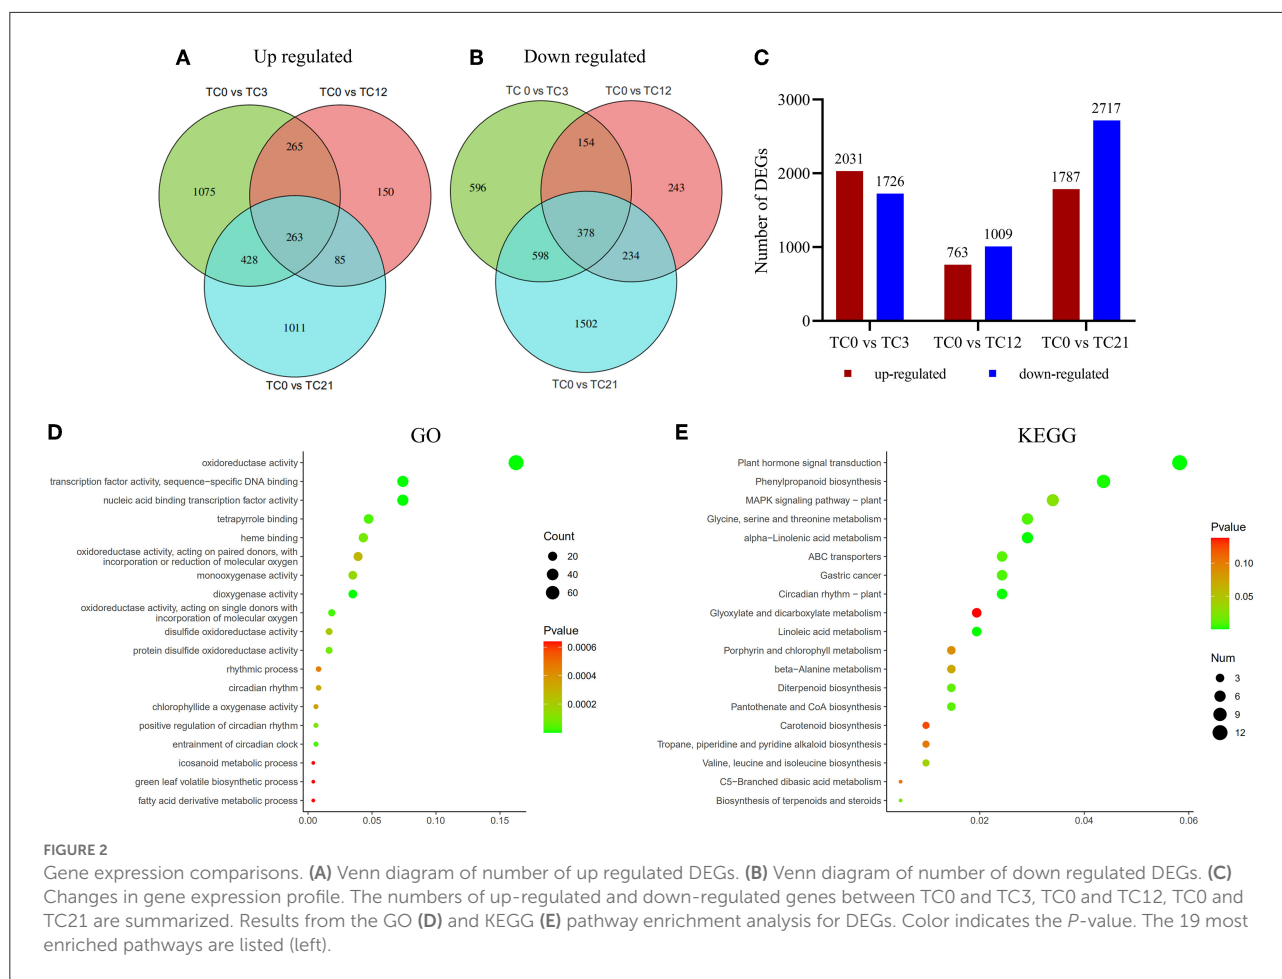 A
Up regulated
TC0 vs TC3
TC0 vs TC12
265
1075
150
263
428
85
1011
TC0 vs TC21
B
Down regulated
TC 0 vs TC3
TC0 vs TC12
154
596
243
378
598
234
1502
TC0 vs TC21
C
Number of DEGs
3000
2000
1000
0
2031
1726
763
1009
1787
2717
TC0 vs TC3
TC0 vs TC12
TC0 vs TC21
up-regulated
down-regulated
D
GO
oxidoreductase activity
transcription factor activity, sequence−specific DNA binding
nucleic acid binding transcription factor activity
tetrapyrrole binding
heme binding
oxidoreductase activity, acting on paired donors, with
incorporation or reduction of molecular oxygen
monooxygenase activity
dioxygenase activity
oxidoreductase activity, acting on single donors with
incorporation of molecular oxygen
disulfide oxidoreductase activity
protein disulfide oxidoreductase activity
rhythmic process
circadian rhythm
chlorophyllide a oxygenase activity
positive regulation of circadian rhythm
entrainment of circadian clock
icosanoid metabolic process
green leaf volatile biosynthetic process
fatty acid derivative metabolic process
0.00
0.05
0.10
0.15
Count
20
40
60
Pvalue
0.0006
0.0004
0.0002
E
KEGG
Plant hormone signal transduction
Phenylpropanoid biosynthesis
MAPK signaling pathway − plant
Glycine, serine and threonine metabolism
alpha−Linolenic acid metabolism
ABC transporters
Gastric cancer
Circadian rhythm − plant
Glyoxylate and dicarboxylate metabolism
Linoleic acid metabolism
Porphyrin and chlorophyll metabolism
beta−Alanine metabolism
Diterpenoid biosynthesis
Pantothenate and CoA biosynthesis
Carotenoid biosynthesis
Tropane, piperidine and pyridine alkaloid biosynthesis
Valine, leucine and isoleucine biosynthesis
C5−Branched dibasic acid metabolism
Biosynthesis of terpenoids and steroids
0.02
0.04
0.06
Pvalue
0.10
0.05
Num
3
6
9
12
FIGURE 2
Gene expression comparisons. (A) Venn diagram of number of up regulated DEGs. (B) Venn diagram of number of down regulated DEGs. (C)
Changes in gene expression profile. The numbers of up-regulated and down-regulated genes between TC0 and TC3, TC0 and TC12, TC0 and
TC21 are summarized. Results from the GO (D) and KEGG (E) pathway enrichment analysis for DEGs. Color indicates the P-value. The 19 most
enriched pathways are listed (left).